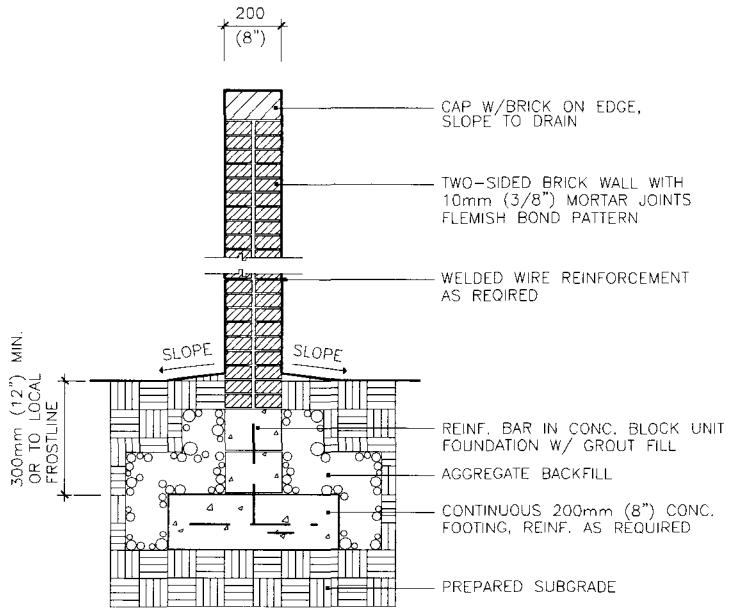 200
(8")
CAP W/BRICK ON EDGE,
SLOPE TO DRAIN
TWO-SIDED BRICK WALL WITH
10mm (3/8") MORTAR JOINTS
FLEMISH BOND PATTERN
WELDED WIRE REINFORCEMENT
AS REQIRED
SLOPE
SLOPE
300mm (12") MIN.
OR TO LOCAL
FROSTLINE
REINF. BAR IN CONC. BLOCK UNIT
FOUNDATION W/ GROUT FILL
AGGREGATE BACKFILL
CONTINUOUS 200mm (8") CONC.
FOOTING, REINF. AS REQUIRED
PREPARED SUBGRADE